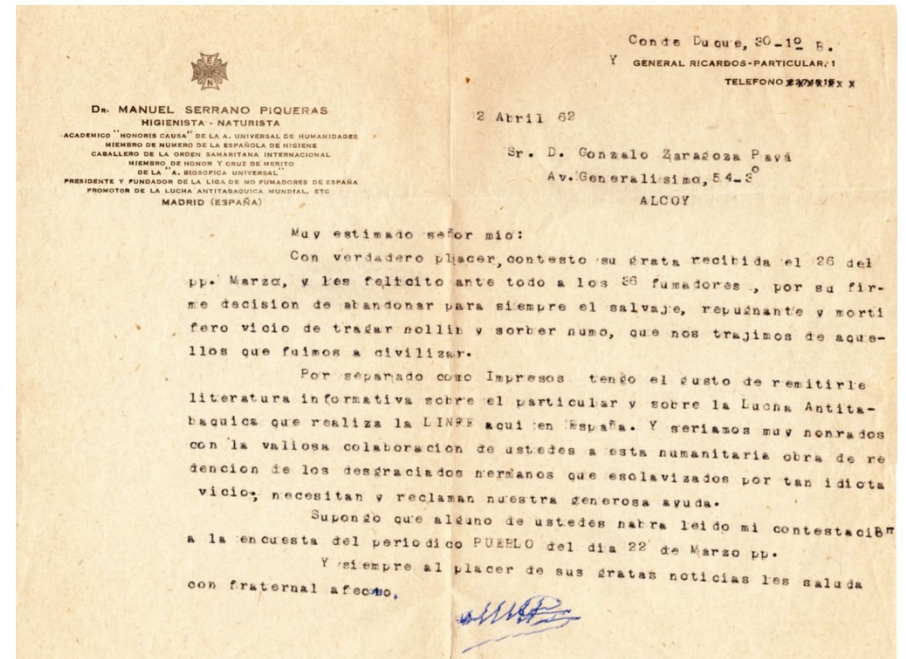 Conde Duque, 30-1º B.
Y GENERAL RICARDOS-PARTICULAR, 1
TELEFONO
DR. MANUEL SERRANO PIQUERAS
HIGIENISTA - NATURISTA
ACADEMICO "HONORIS CAUSA" DE LA A. UNIVERSAL DE HUMANIDADES
MIEMBRO DE NUMERO DE LA ESPAÑOLA DE HIGIENE
CABALLERO DE LA ORDEN SAMARITANA INTERNACIONAL
MIEMBRO DE HONOR Y CRUZ DE MERITO
DE LA "A. BIOSOFICA UNIVERSAL"
PRESIDENTE Y FUNDADOR DE LA LIGA DE NO FUMADORES DE ESPAÑA
PROMOTOR DE LA LUCHA ANTITABAQUICA MUNDIAL, ETC
MADRID (ESPAÑA)
2 Abril 62
Sr. D. Gonzalo Zaragoza Pavá
Av.Generalisimo, 54-3º
ALCOY
Muy estimado señor mio:
Con verdadero placer, contesto su grata recibida el 26 del
pp. Marzo, y les felicito ante todo a los 36 fumadores , por su fir-
me decision de abandonar para siempre el salvaje, repugnante y morti
fero vicio de tragar hollin y sorber humo, que nos trajimos de aque-
llos que fuimos a civilizar.
Por separado como Impresos tengo el gusto de remitirle
literatura informativa sobre el particular y sobre la Lucha Antita-
baquica que realiza la LINFE aqui en España. Y seriamos muy honrados
con la valiosa colaboracion de ustedes a esta humanitaria obra de re
dencion de los desgraciados hermanos que esclavizados por tan idiota
vicio, necesitan y reclaman nuestra generosa ayuda.
Supongo que alguno de ustedes habra leido mi contestacion
a la encuesta del periodico PUEBLO del dia 22 de Marzo pp.
Y siempre al placer de sus gratas noticias les saluda
con fraternal afecto,